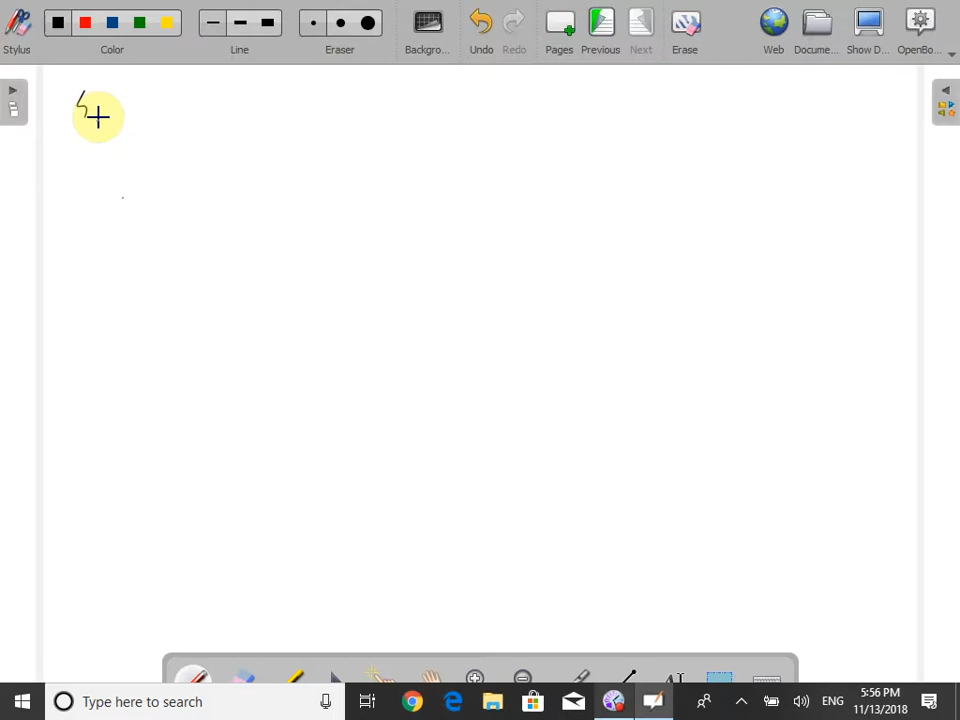 Stylus Color Line Eraser Backgro... Undo Redo Pages Previous Next Erase Web Docume... Show D... OpenBo...
Type here to search ENG 5:56 PM
11/13/2018